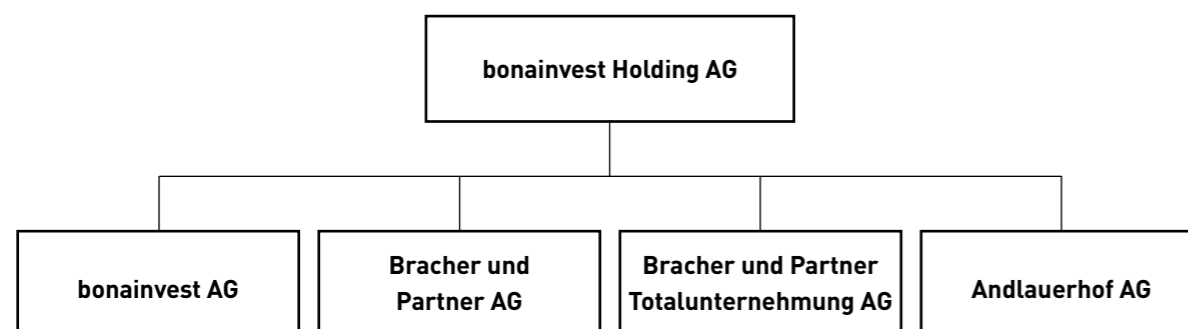 bonainvest Holding AG
bonainvest AG
Bracher und
Partner AG
Bracher und Partner
Totalunternehmung AG
Andlauerhof AG